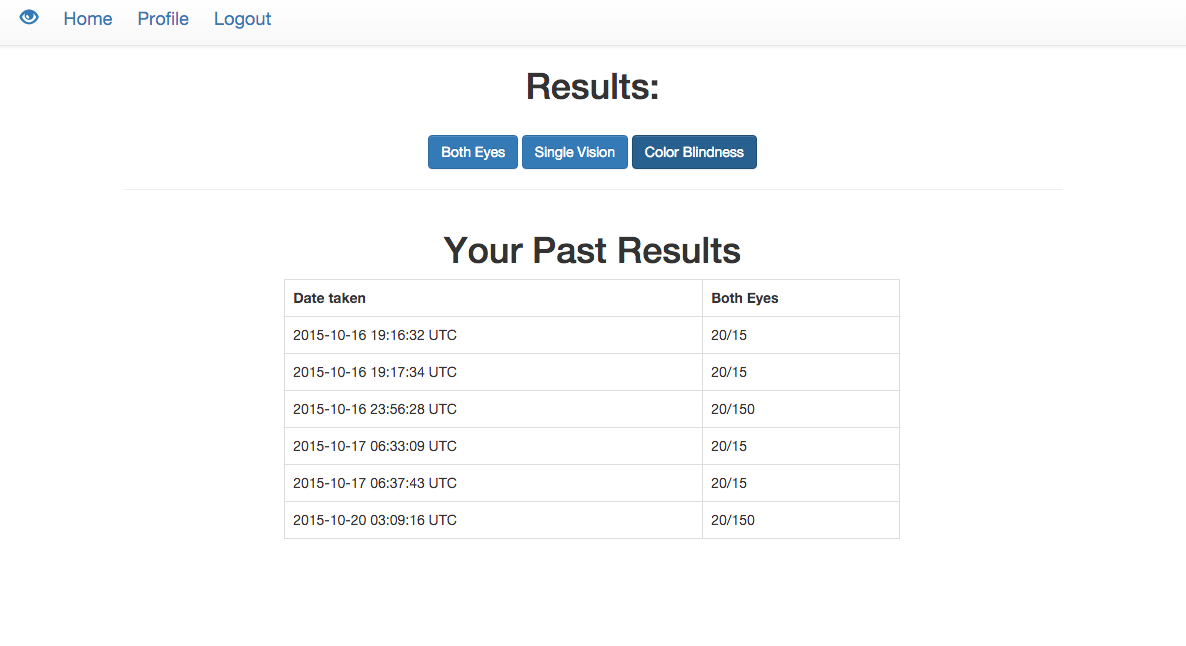 Home Profile Logout
Results:
Both Eyes Single Vision Color Blindness
Your Past Results
Date taken Both Eyes
2015-10-16 19:16:32 UTC 20/15
2015-10-16 19:17:34 UTC 20/15
2015-10-16 23:56:28 UTC 20/150
2015-10-17 06:33:09 UTC 20/15
2015-10-17 06:37:43 UTC 20/15
2015-10-20 03:09:16 UTC 20/150